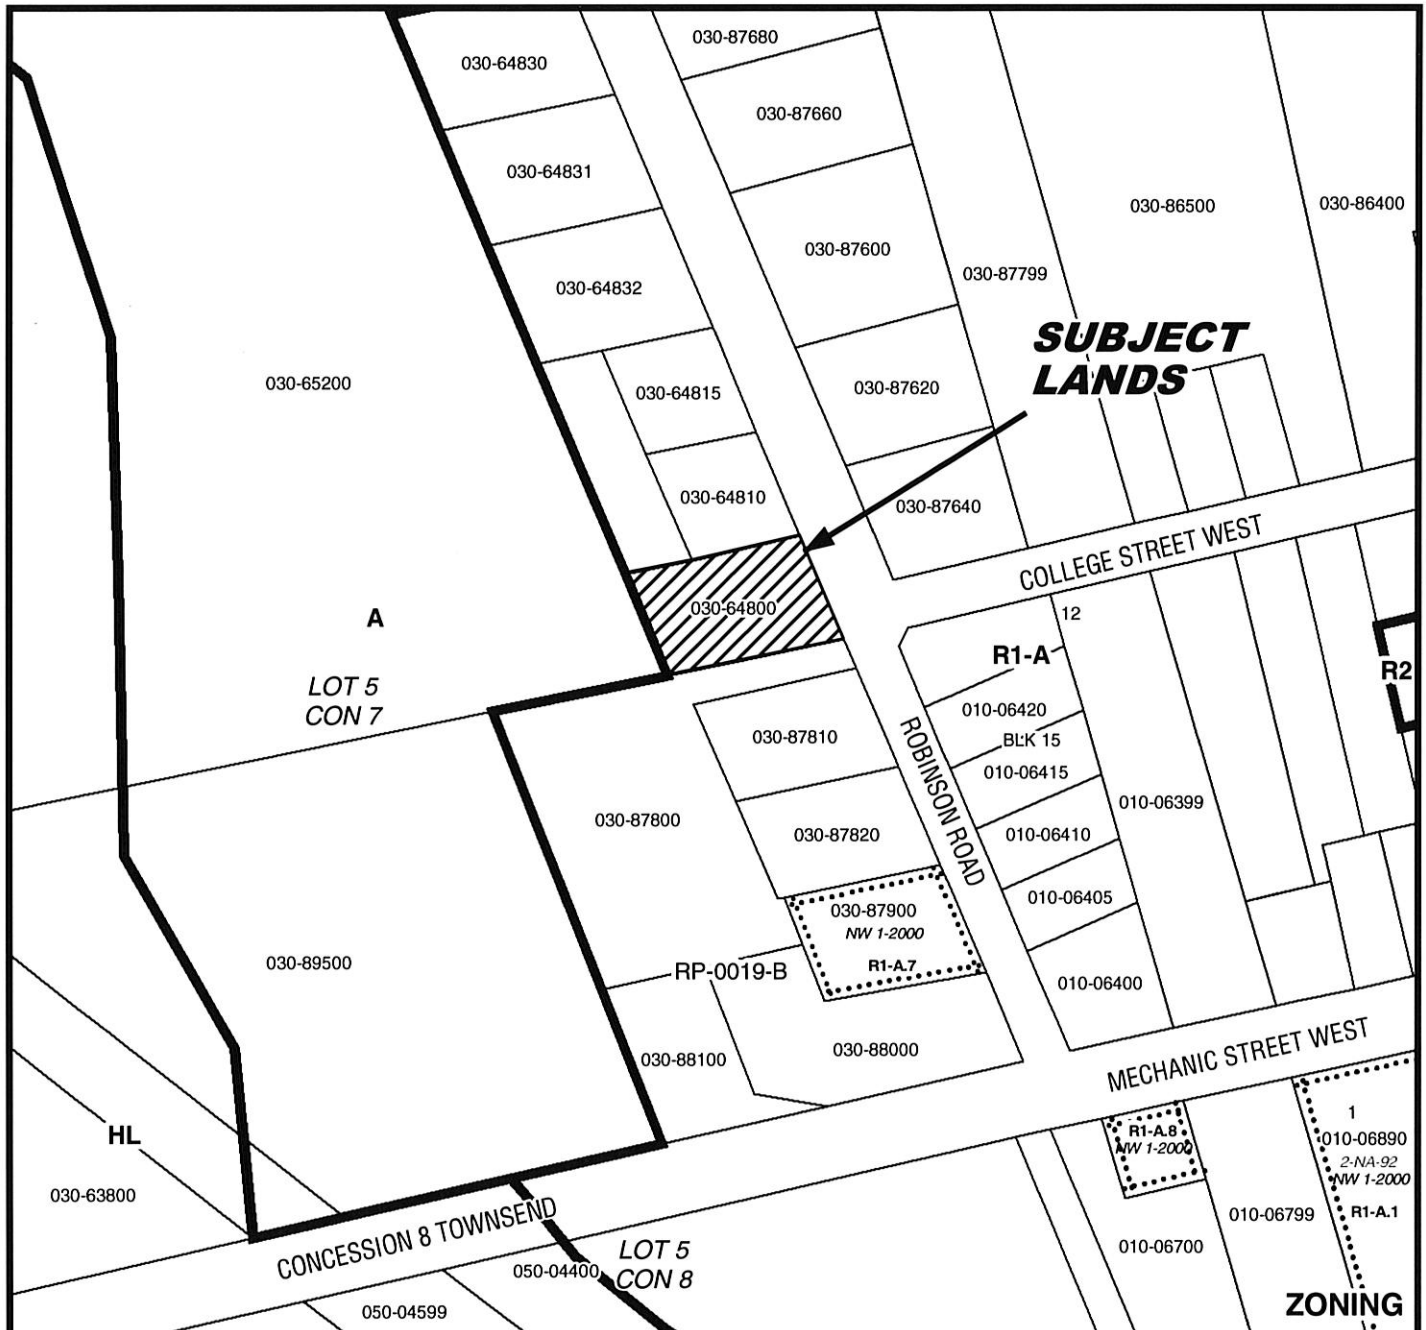 030-64830
030-87680
030-87660
030-64831
030-86500
030-86400
030-87600
030-87799
030-64832
SUBJECT
LANDS
030-65200
030-64815
030-87620
030-64810
030-87640
COLLEGE STREET WEST
030-64800
12
A
R1-A
R2
LOT 5
CON 7
010-06420
030-87810
BLK 15
ROBINSON ROAD
010-06415
010-06399
030-87800
030-87820
010-06410
010-06405
030-87900
NW 1-2000
R1-A.7
030-89500
RP-0019-B
010-06400
030-88100
030-88000
MECHANIC STREET WEST
HL
R1-A.8
NW 1-2000
1
010-06890
2-NA-92
NW 1-2000
R1-A.1
030-63800
010-06799
CONCESSION 8 TOWNSEND
LOT 5
CON 8
010-06700
050-04400
050-04599
ZONING